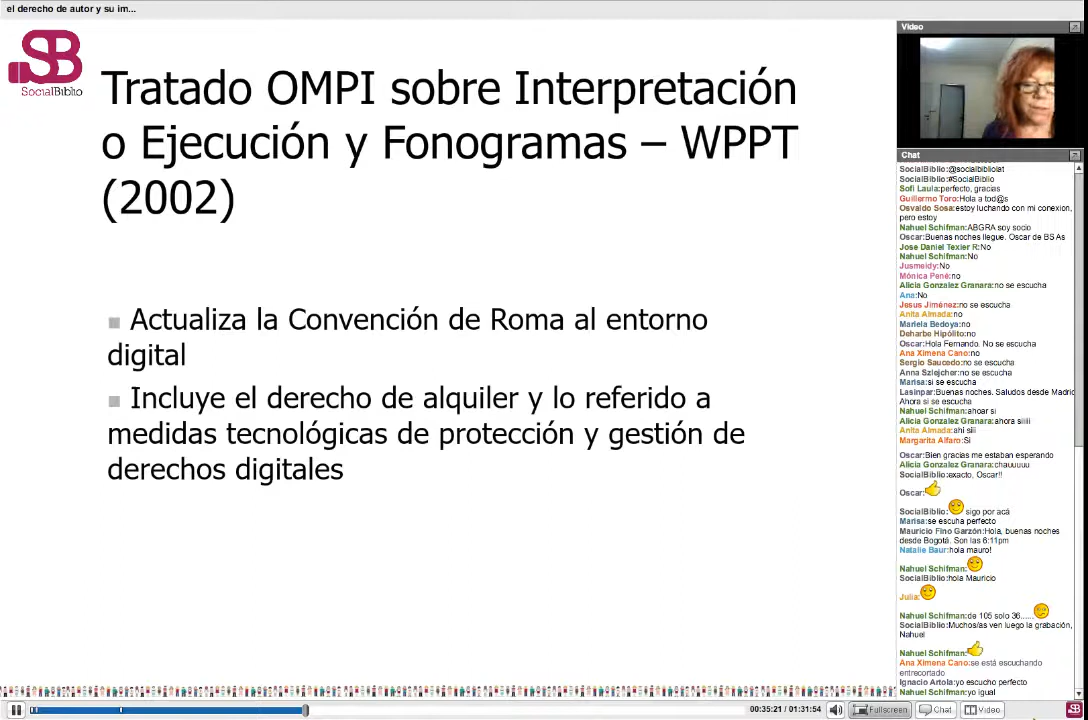 el derecho de autor y su im...
SB
SocialBiblio
Tratado OMPI sobre Interpretación
o Ejecución y Fonogramas – WPPT
(2002)
Actualiza la Convención de Roma al entorno
digital
Incluye el derecho de alquiler y lo referido a
medidas tecnológicas de protección y gestión de
derechos digitales
Video
Chat
SocialBiblio:@socialbibliolat
SocialBiblio:#SocialBiblio
Sofi Laula:perfecto, gracias
Guillermo Toro:Hola a tod@s
Osvaldo Sosa:estoy luchando con mi conexion,
pero estoy
Nahuel Schifman:ABGRA soy socio
Oscar:Buenas noches llegue. Oscar de BS As
Jose Daniel Texier R:No
Nahuel Schifman:No
Jusmeidy:No
Mónica Pené:no
Alicia Gonzalez Granara:no se escucha
Ana:No
Jesus Jiménez:no se escucha
Anita Almada:no
Mariela Bedoya:no
Deharbe Hipólito:no
Oscar:Hola Fernando. No se escucha
Ana Ximena Cano:no
Sergio Saucedo:no se escucha
Anna Szlejcher:no se escucha
Marisa:si se escucha
Lasinpar:Buenas noches. Saludos desde Madrid
Ahora si se escucha
Nahuel Schifman:ahoar si
Alicia Gonzalez Granara:ahora siiiii
Anita Almada:ahi siii
Margarita Alfaro:Si
Oscar:Bien gracias me estaban esperando
Alicia Gonzalez Granara:chauuuuu
SocialBiblio:exacto, Oscar!!
Oscar:
SocialBiblio: sigo por acá
Marisa:se escuha perfecto
Mauricio Fino Garzón:Hola, buenas noches
desde Bogotá. Son las 6:11pm
Natalie Baur:hola mauro!
Nahuel Schifman:
SocialBiblio:hola Mauricio
Julia:
Nahuel Schifman:de 105 solo 36......
SocialBiblio:Muchos/as ven luego la grabación,
Nahuel
Nahuel Schifman:
Ana Ximena Cano:se está escuchando
entrecortado
Ignacio Artola:yo escucho perfecto
Nahuel Schifman:yo igual
00:35:21 / 01:31:54
Fullscreen
Chat
Video
SB